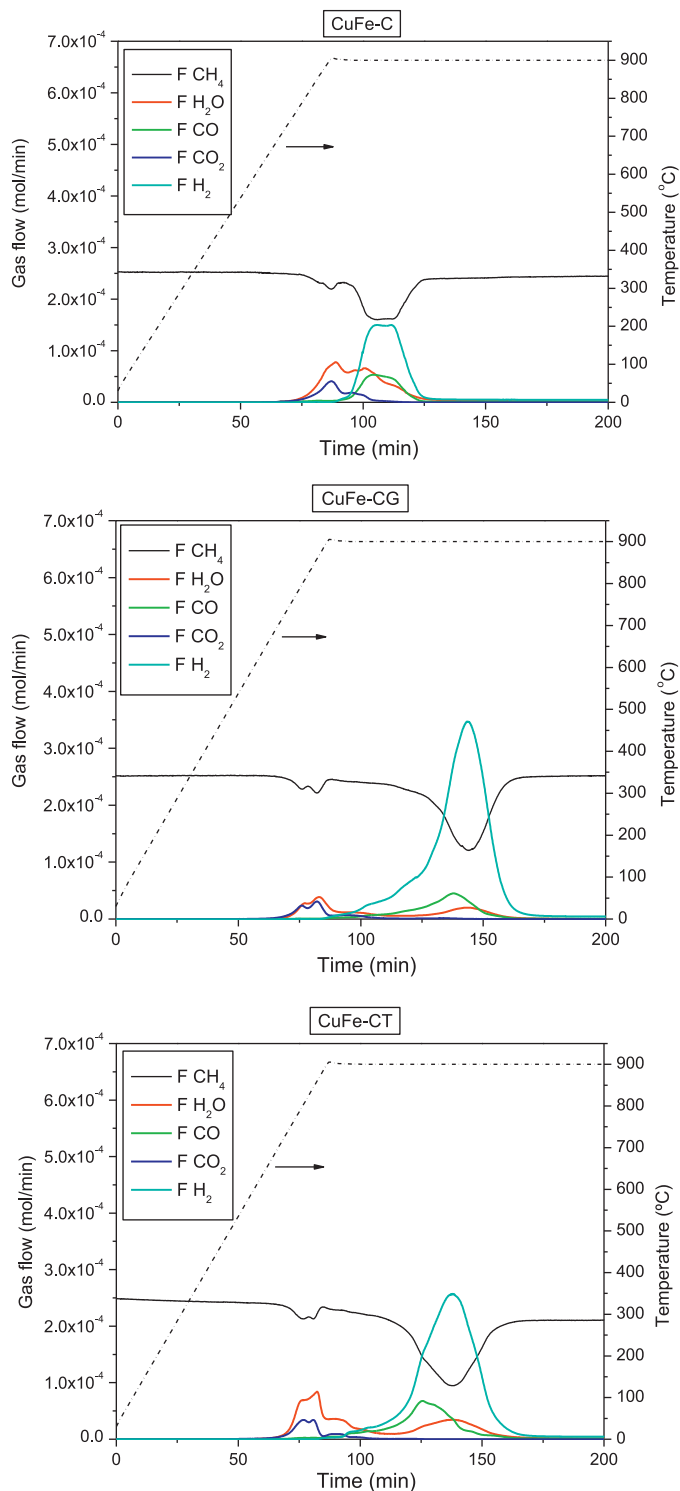 CuFe-C
7.0x10⁻⁴
6.0x10⁻⁴
5.0x10⁻⁴
4.0x10⁻⁴
3.0x10⁻⁴
2.0x10⁻⁴
1.0x10⁻⁴
0.0
Gas flow (mol/min)
F CH₄
F H₂O
F CO
F CO₂
F H₂
900
800
700
600
500
400
300
200
100
0
Temperature (°C)
0 50 100 150 200
Time (min)
CuFe-CG
7.0x10⁻⁴
6.0x10⁻⁴
5.0x10⁻⁴
4.0x10⁻⁴
3.0x10⁻⁴
2.0x10⁻⁴
1.0x10⁻⁴
0.0
Gas flow (mol/min)
F CH₄
F H₂O
F CO
F CO₂
F H₂
900
800
700
600
500
400
300
200
100
0
Temperature (°C)
0 50 100 150 200
Time (min)
CuFe-CT
7.0x10⁻⁴
6.0x10⁻⁴
5.0x10⁻⁴
4.0x10⁻⁴
3.0x10⁻⁴
2.0x10⁻⁴
1.0x10⁻⁴
0.0
Gas flow (mol/min)
F CH₄
F H₂O
F CO
F CO₂
F H₂
900
800
700
600
500
400
300
200
100
0
Temperature (ºC)
0 50 100 150 200
Time (min)